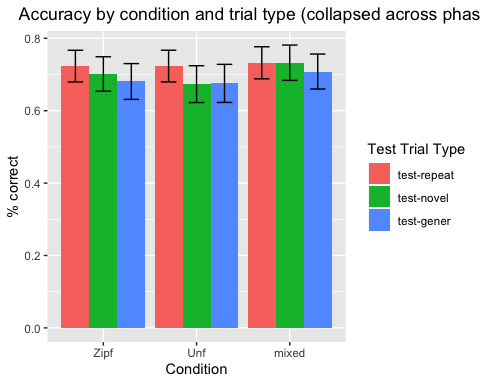 Accuracy by condition and trial type (collapsed across phas
% correct
0.8
0.6
0.4
0.2
0.0
Zipf Unf mixed
Condition
Test Trial Type
test-repeat
test-novel
test-gener